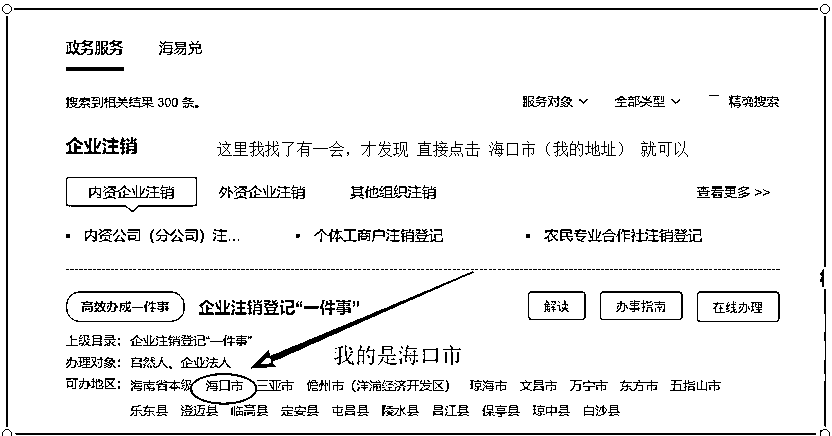 政务服务 海易兑
搜索到相关结果 300 条。 服务对象 全部类型 精确搜索
企业注销 这里我找了有一会，才发现 直接点击 海口市（我的地址） 就可以
内资企业注销 外资企业注销 其他组织注销 查看更多 >>
内资公司（分公司）注... 个体工商户注销登记 农民专业合作社注销登记
高效办成一件事 企业注销登记“一件事” 解读 办事指南 在线办理
上级目录：企业注销登记“一件事”
办理对象：自然人、企业法人 我的是海口市
可办地区：海南省本级 海口市 三亚市 儋州市（洋浦经济开发区） 琼海市 文昌市 万宁市 东方市 五指山市
乐东县 澄迈县 临高县 定安县 屯昌县 陵水县 昌江县 保亭县 琼中县 白沙县